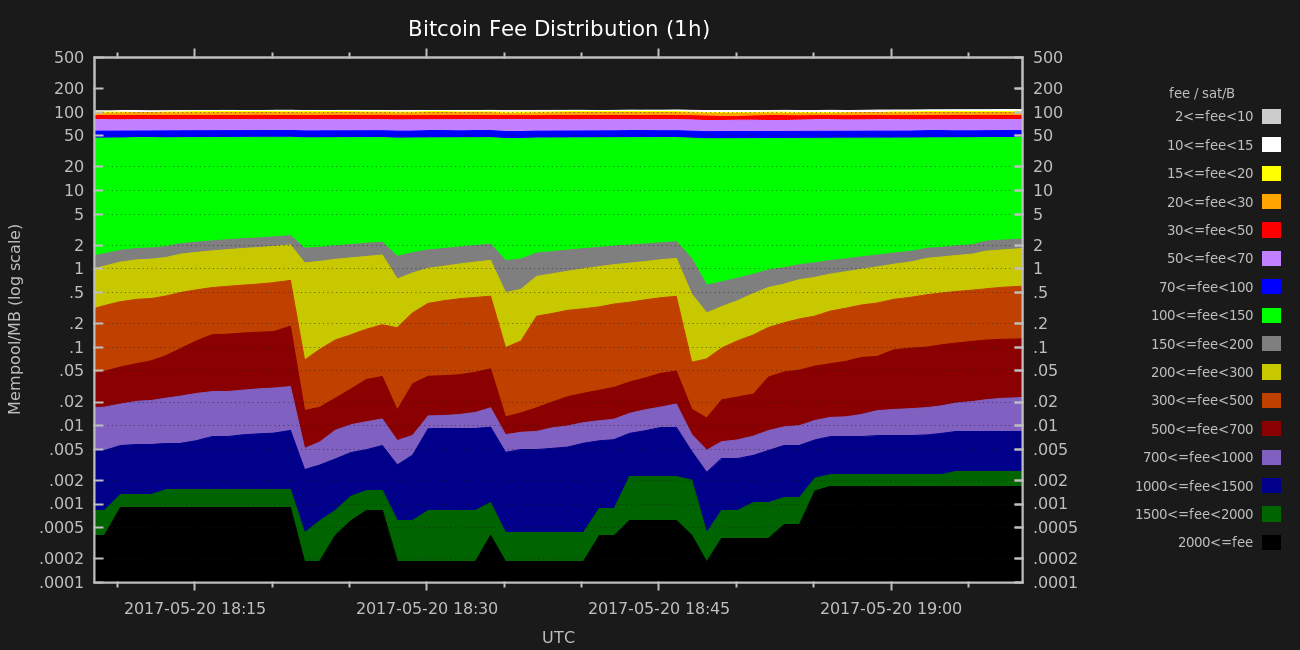 Bitcoin Fee Distribution (1h)
500
200
100
50
20
10
5
2
1
.5
.2
.1
.05
.02
.01
.005
.002
.001
.0005
.0002
.0001
Mempool/MB (log scale)
500
200
100
50
20
10
5
2
1
.5
.2
.1
.05
.02
.01
.005
.002
.001
.0005
.0002
.0001
2017-05-20 18:15
2017-05-20 18:30
2017-05-20 18:45
2017-05-20 19:00
UTC
fee / sat/B
2<=fee<10
10<=fee<15
15<=fee<20
20<=fee<30
30<=fee<50
50<=fee<70
70<=fee<100
100<=fee<150
150<=fee<200
200<=fee<300
300<=fee<500
500<=fee<700
700<=fee<1000
1000<=fee<1500
1500<=fee<2000
2000<=fee